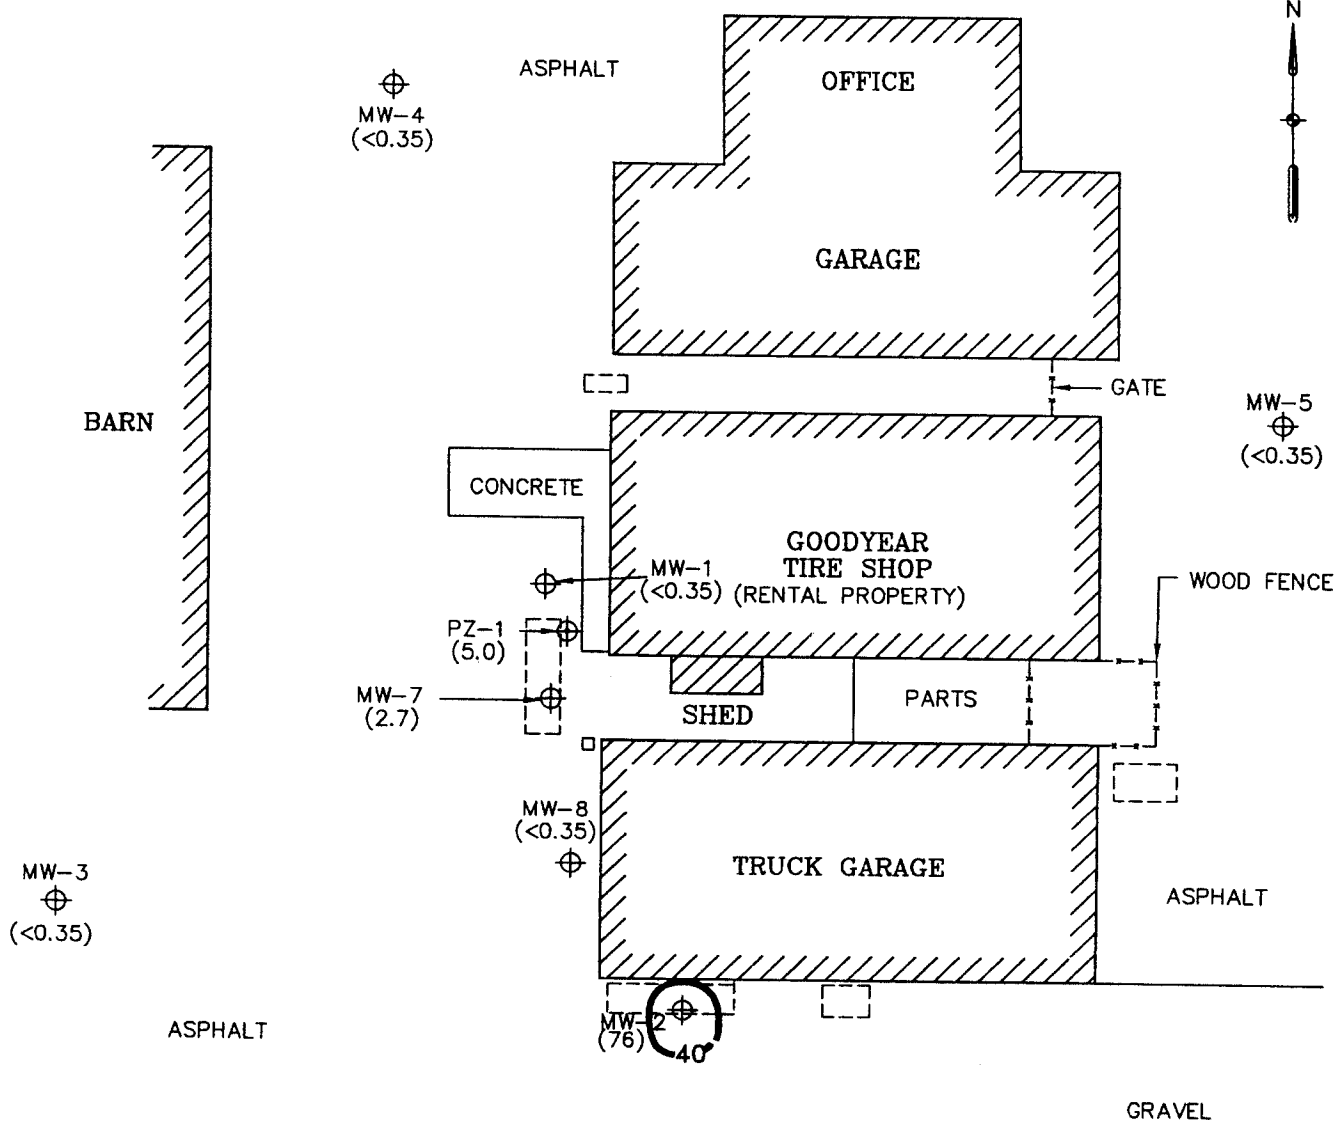 N
ASPHALT
OFFICE
MW-4
(<0.35)
GARAGE
GATE
MW-5
(<0.35)
BARN
CONCRETE
GOODYEAR
TIRE SHOP
(RENTAL PROPERTY)
MW-1
(<0.35)
WOOD FENCE
PZ-1
(5.0)
MW-7
(2.7)
SHED
PARTS
MW-8
(<0.35)
TRUCK GARAGE
MW-3
(<0.35)
ASPHALT
MW-2
(76)
40
ASPHALT
GRAVEL